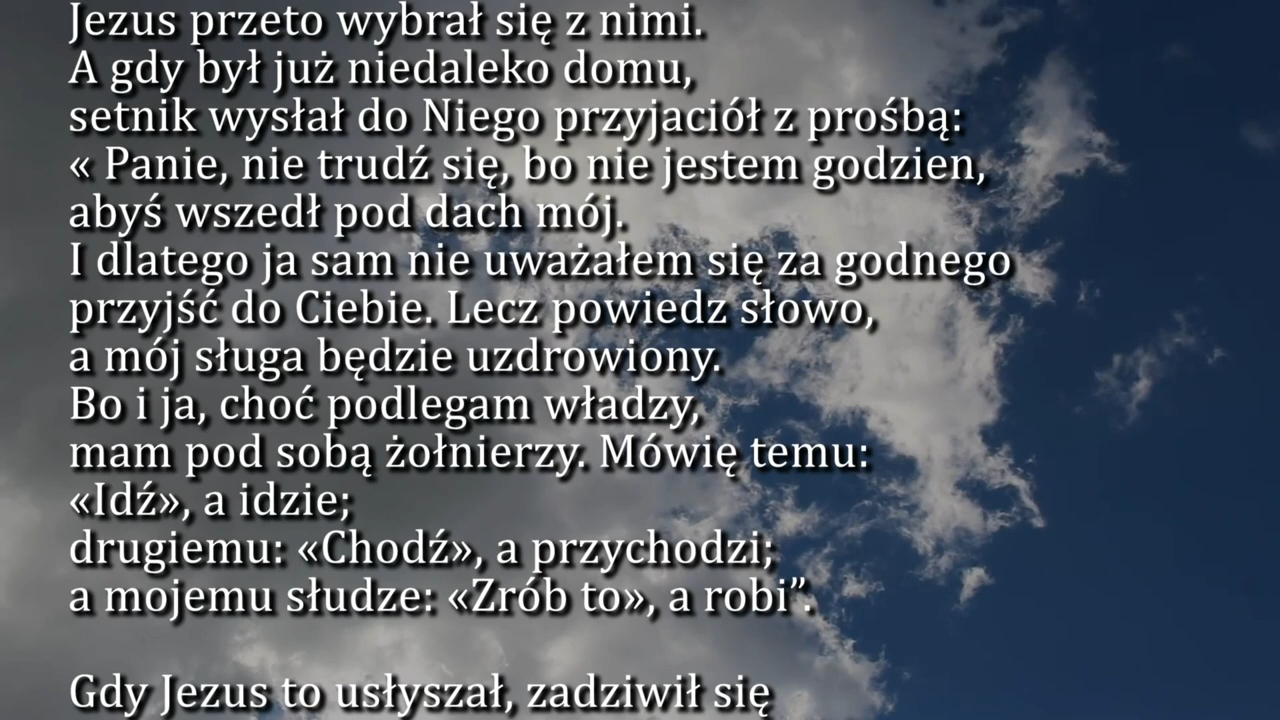 Jezus przeto wybrał się z nimi.
A gdy był już niedaleko domu,
setnik wysłał do Niego przyjaciół z prośbą:
« Panie, nie trudź się, bo nie jestem godzien,
abyś wszedł pod dach mój.
I dlatego ja sam nie uważałem się za godnego
przyjść do Ciebie. Lecz powiedz słowo,
a mój sługa będzie uzdrowiony.
Bo i ja, choć podlegam władzy,
mam pod sobą żołnierzy. Mówię temu:
«Idź», a idzie;
drugiemu: «Chodź», a przychodzi;
a mojemu słudze: «Zrób to», a robi”.
Gdy Jezus to usłyszał, zadziwił się